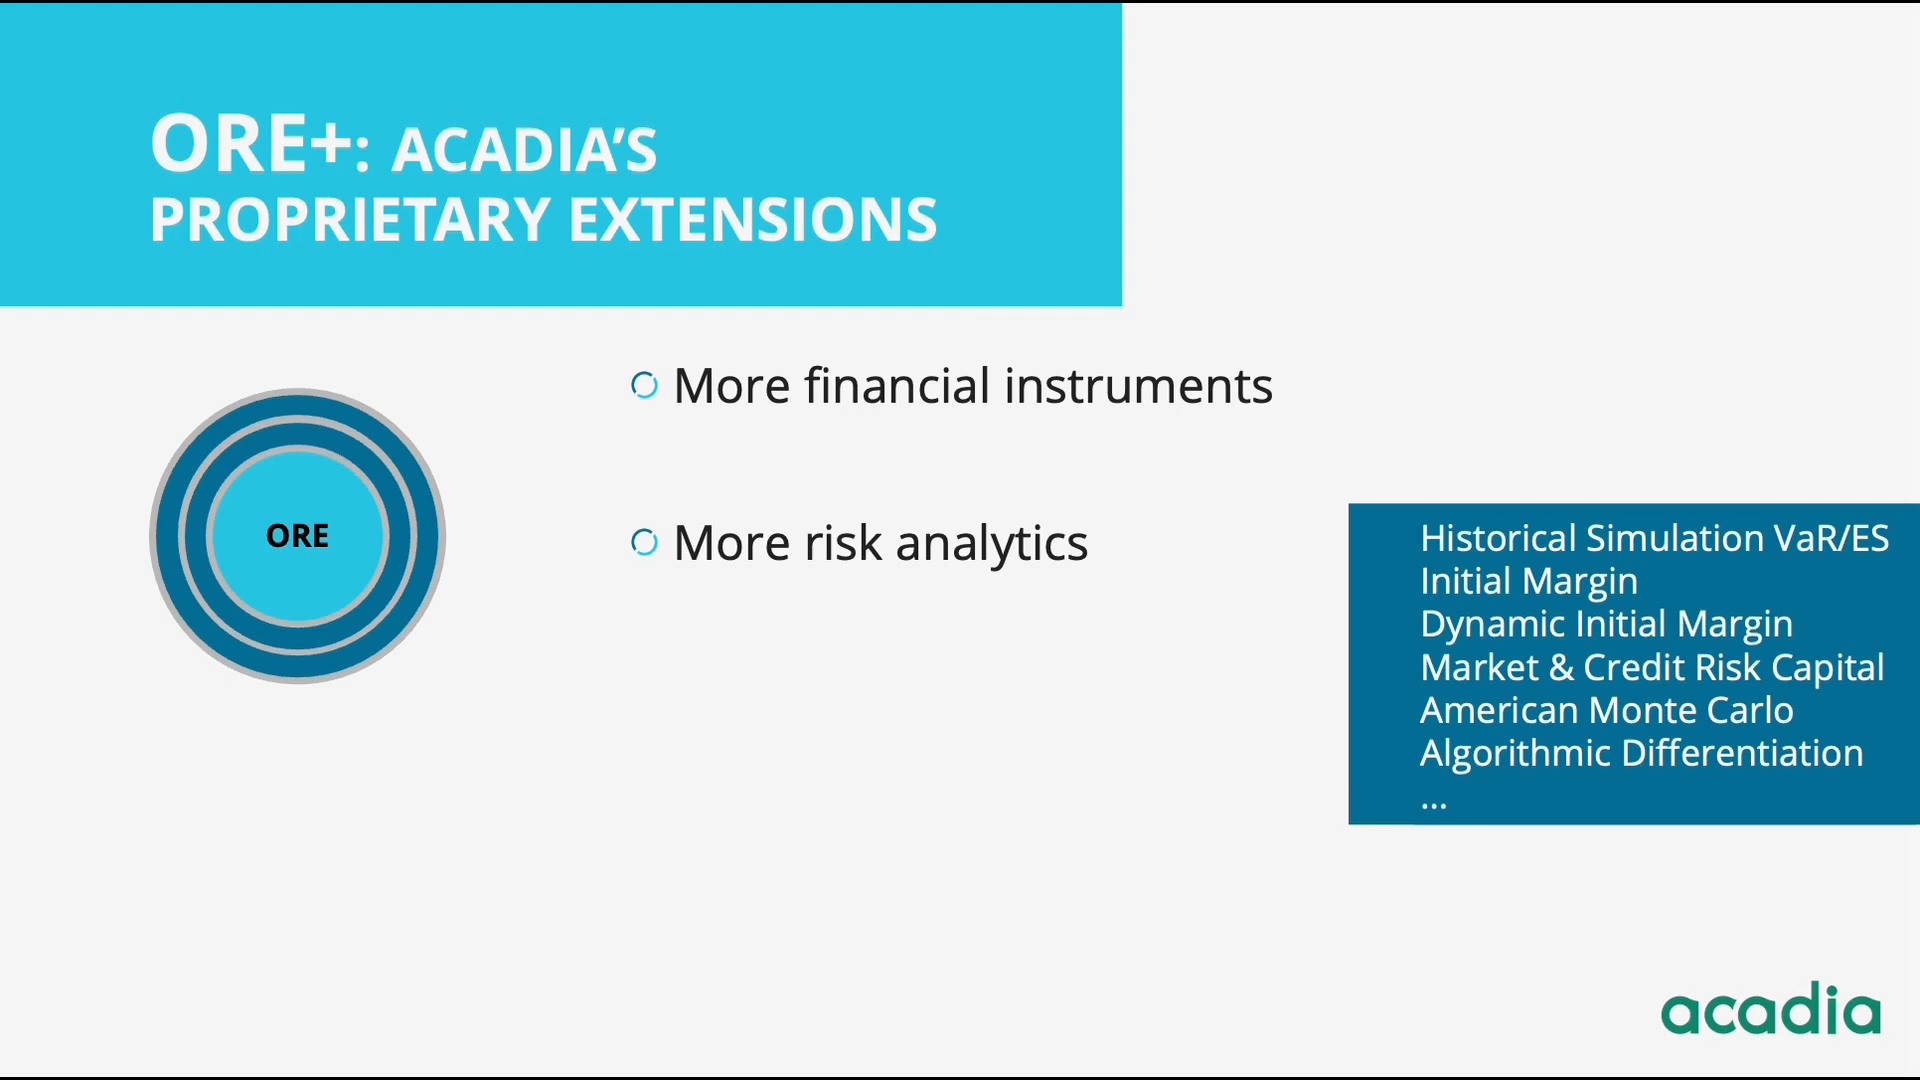 ORE+: ACADIA’S
PROPRIETARY EXTENSIONS
ORE
More financial instruments
More risk analytics
Historical Simulation VaR/ES
Initial Margin
Dynamic Initial Margin
Market & Credit Risk Capital
American Monte Carlo
Algorithmic Differentiation
...
acadia